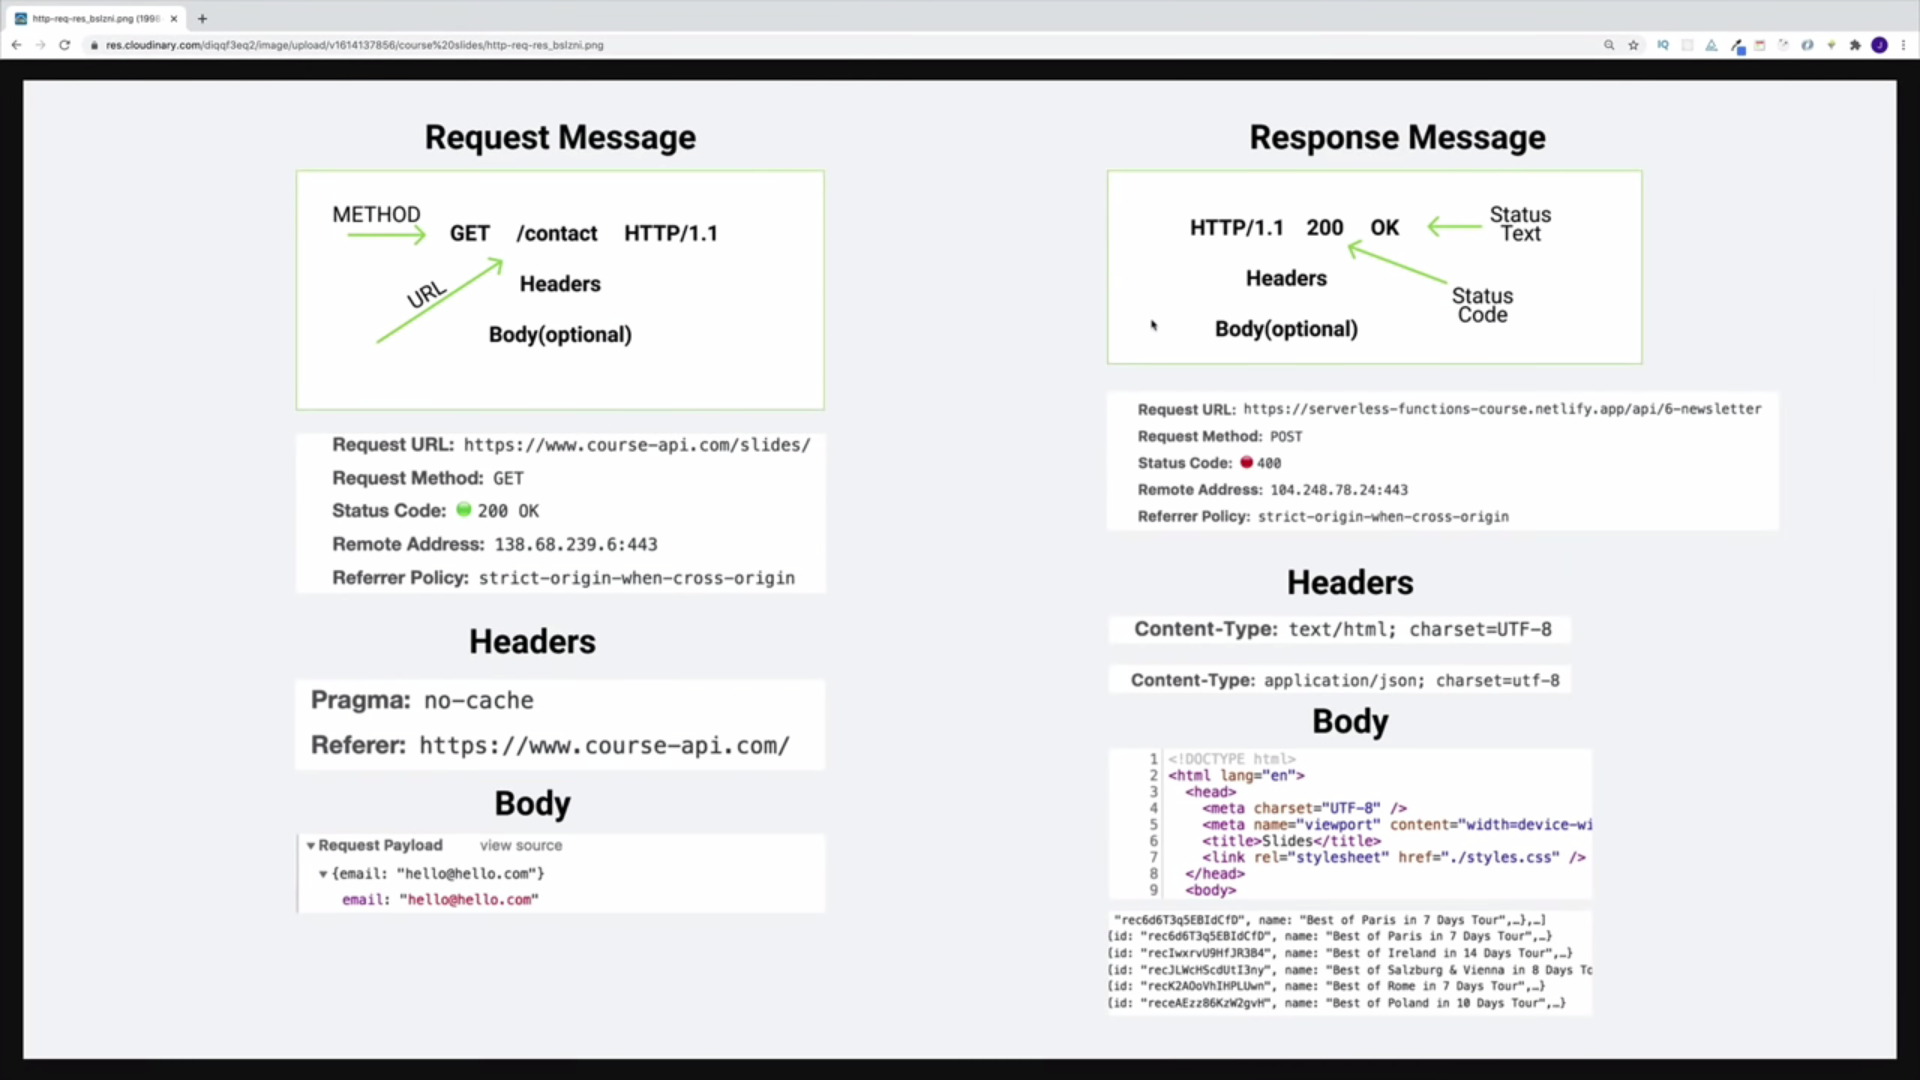 http-req-res_bslzni.png (1998
res.cloudinary.com/diqqf3eq2/image/upload/v1614137856/course%20slides/http-req-res_bslzni.png
IQ
J
Request Message
METHOD
GET /contact HTTP/1.1
URL
Headers
Body(optional)
Request URL: https://www.course-api.com/slides/
Request Method: GET
Status Code: 200 OK
Remote Address: 138.68.239.6:443
Referrer Policy: strict-origin-when-cross-origin
Headers
Pragma: no-cache
Referer: https://www.course-api.com/
Body
Request Payload view source
{email: "hello@hello.com"}
email: "hello@hello.com"
Response Message
HTTP/1.1 200 OK
Status
Text
Headers
Status
Code
Body(optional)
Request URL: https://serverless-functions-course.netlify.app/api/6-newsletter
Request Method: POST
Status Code: 400
Remote Address: 104.248.78.24:443
Referrer Policy: strict-origin-when-cross-origin
Headers
Content-Type: text/html; charset=UTF-8
Content-Type: application/json; charset=utf-8
Body
1 <!DOCTYPE html>
2 <html lang="en">
3 <head>
4 <meta charset="UTF-8" />
5 <meta name="viewport" content="width=device-wi
6 <title>Slides</title>
7 <link rel="stylesheet" href="./styles.css" />
8 </head>
9 <body>
"rec6d6T3q5EBIdCfD", name: "Best of Paris in 7 Days Tour",…},…]
{id: "rec6d6T3q5EBIdCfD", name: "Best of Paris in 7 Days Tour",…}
{id: "recIwxrvU9HfJR3B4", name: "Best of Ireland in 14 Days Tour",…}
{id: "recJLWcHScdUtI3ny", name: "Best of Salzburg & Vienna in 8 Days To
{id: "recK2AOoVhIHPLUwn", name: "Best of Rome in 7 Days Tour",…}
{id: "receAEzz86KzW2gvH", name: "Best of Poland in 10 Days Tour",…}